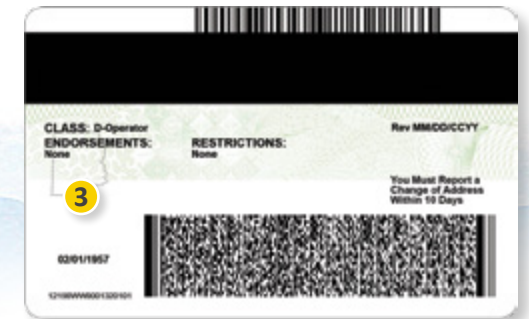 CLASS: D-Operator
ENDORSEMENTS:
None
RESTRICTIONS:
None
Rev MM/DD/CCYY
You Must Report a
Change of Address
Within 10 Days
3
02/01/1957